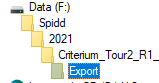 Data (F:)
Spidd
2021
Criterium_Tour2_R1_
Export